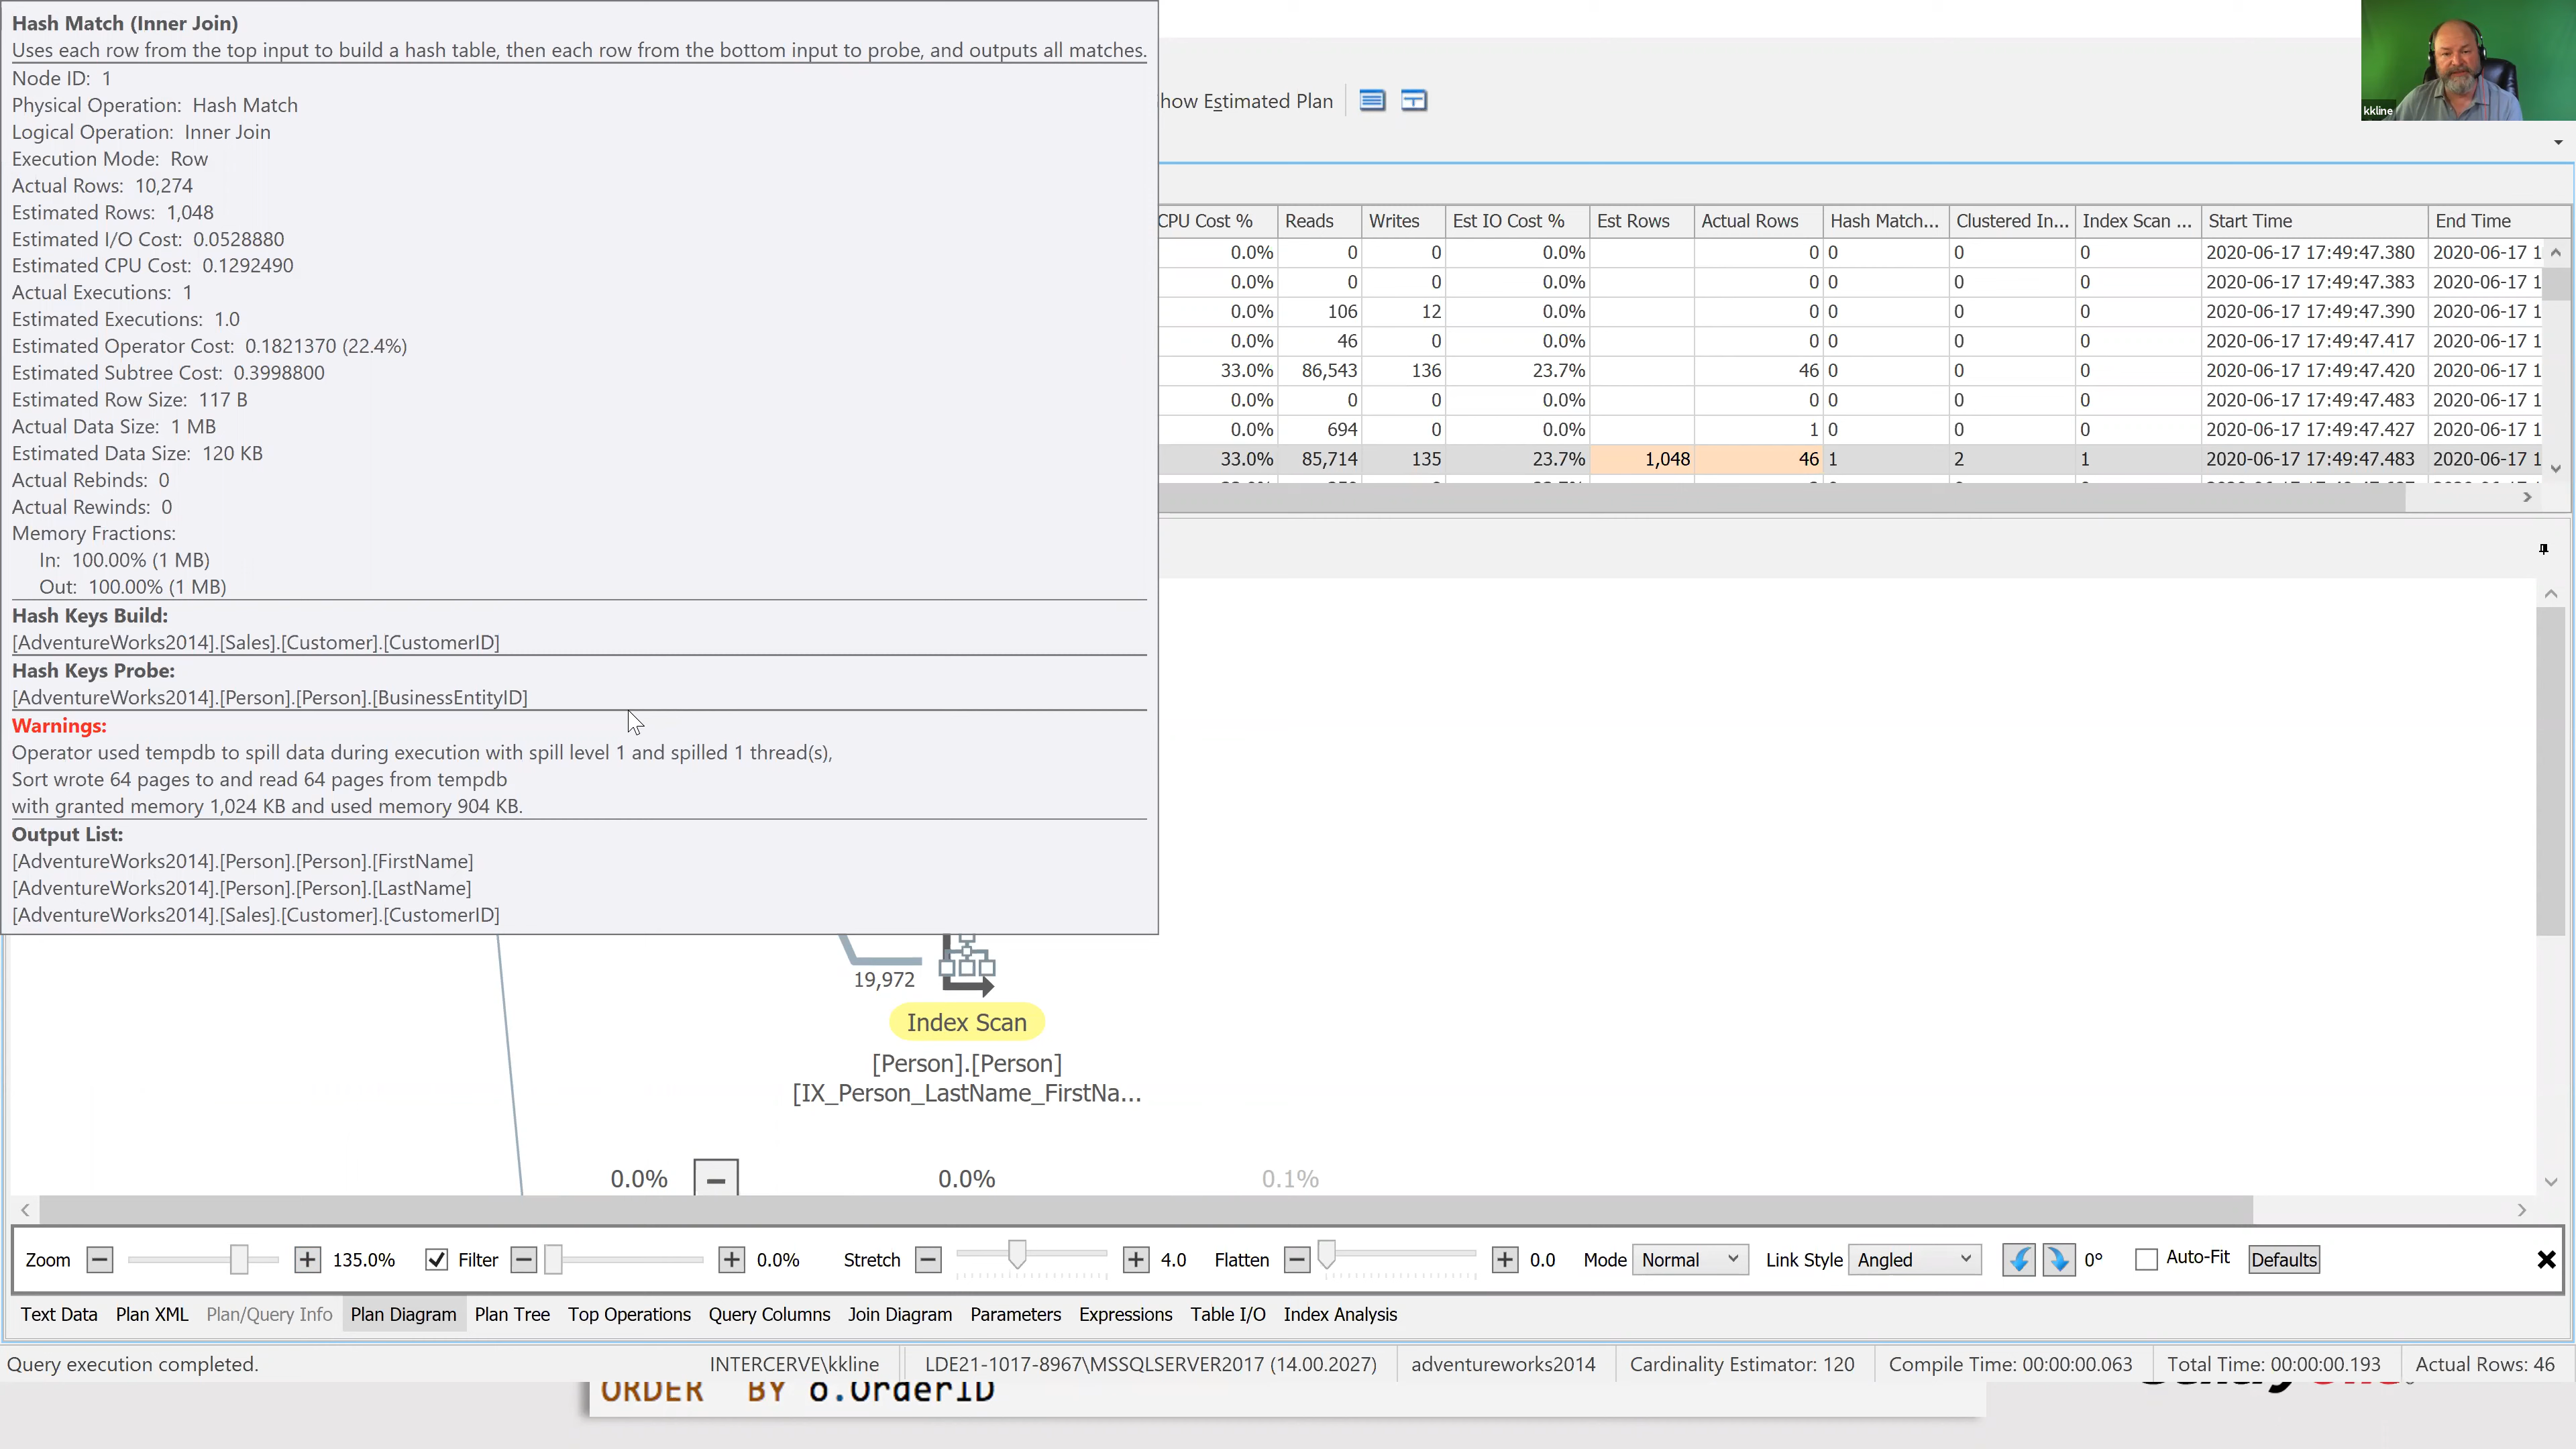 Hash Match (Inner Join)
Uses each row from the top input to build a hash table, then each row from the bottom input to probe, and outputs all matches.
Node ID: 1
Physical Operation: Hash Match
Logical Operation: Inner Join
Execution Mode: Row
Actual Rows: 10,274
Estimated Rows: 1,048
Estimated I/O Cost: 0.0528880
Estimated CPU Cost: 0.1292490
Actual Executions: 1
Estimated Executions: 1.0
Estimated Operator Cost: 0.1821370 (22.4%)
Estimated Subtree Cost: 0.3998800
Estimated Row Size: 117 B
Actual Data Size: 1 MB
Estimated Data Size: 120 KB
Actual Rebinds: 0
Actual Rewinds: 0
Memory Fractions:
In: 100.00% (1 MB)
Out: 100.00% (1 MB)
Hash Keys Build:
[AdventureWorks2014].[Sales].[Customer].[CustomerID]
Hash Keys Probe:
[AdventureWorks2014].[Person].[Person].[BusinessEntityID]
Warnings:
Operator used tempdb to spill data during execution with spill level 1 and spilled 1 thread(s),
Sort wrote 64 pages to and read 64 pages from tempdb
with granted memory 1,024 KB and used memory 904 KB.
Output List:
[AdventureWorks2014].[Person].[Person].[FirstName]
[AdventureWorks2014].[Person].[Person].[LastName]
[AdventureWorks2014].[Sales].[Customer].[CustomerID]
how Estimated Plan
kkline
CPU Cost % Reads Writes Est IO Cost % Est Rows Actual Rows Hash Match... Clustered In... Index Scan ... Start Time End Time
0.0% 0 0 0.0% 0 0 0 0 2020-06-17 17:49:47.380 2020-06-17 1
0.0% 0 0 0.0% 0 0 0 0 2020-06-17 17:49:47.383 2020-06-17 1
0.0% 106 12 0.0% 0 0 0 0 2020-06-17 17:49:47.390 2020-06-17 1
0.0% 46 0 0.0% 0 0 0 0 2020-06-17 17:49:47.417 2020-06-17 1
33.0% 86,543 136 23.7% 46 0 0 0 2020-06-17 17:49:47.420 2020-06-17 1
0.0% 0 0 0.0% 0 0 0 0 2020-06-17 17:49:47.483 2020-06-17 1
0.0% 694 0 0.0% 1 0 0 0 2020-06-17 17:49:47.427 2020-06-17 1
33.0% 85,714 135 23.7% 1,048 46 1 2 1 2020-06-17 17:49:47.483 2020-06-17 1
19,972
Index Scan
[Person].[Person]
[IX_Person_LastName_FirstNa...
0.0% 0.0% 0.1%
Zoom 135.0% Filter 0.0% Stretch 4.0 Flatten 0.0 Mode Normal Link Style Angled 0° Auto-Fit Defaults
Text Data Plan XML Plan/Query Info Plan Diagram Plan Tree Top Operations Query Columns Join Diagram Parameters Expressions Table I/O Index Analysis
Query execution completed. INTERCERVE\kkline LDE21-1017-8967\MSSQLSERVER2017 (14.00.2027) adventureworks2014 Cardinality Estimator: 120 Compile Time: 00:00:00.063 Total Time: 00:00:00.193 Actual Rows: 46
ORDER BY o.OrderID